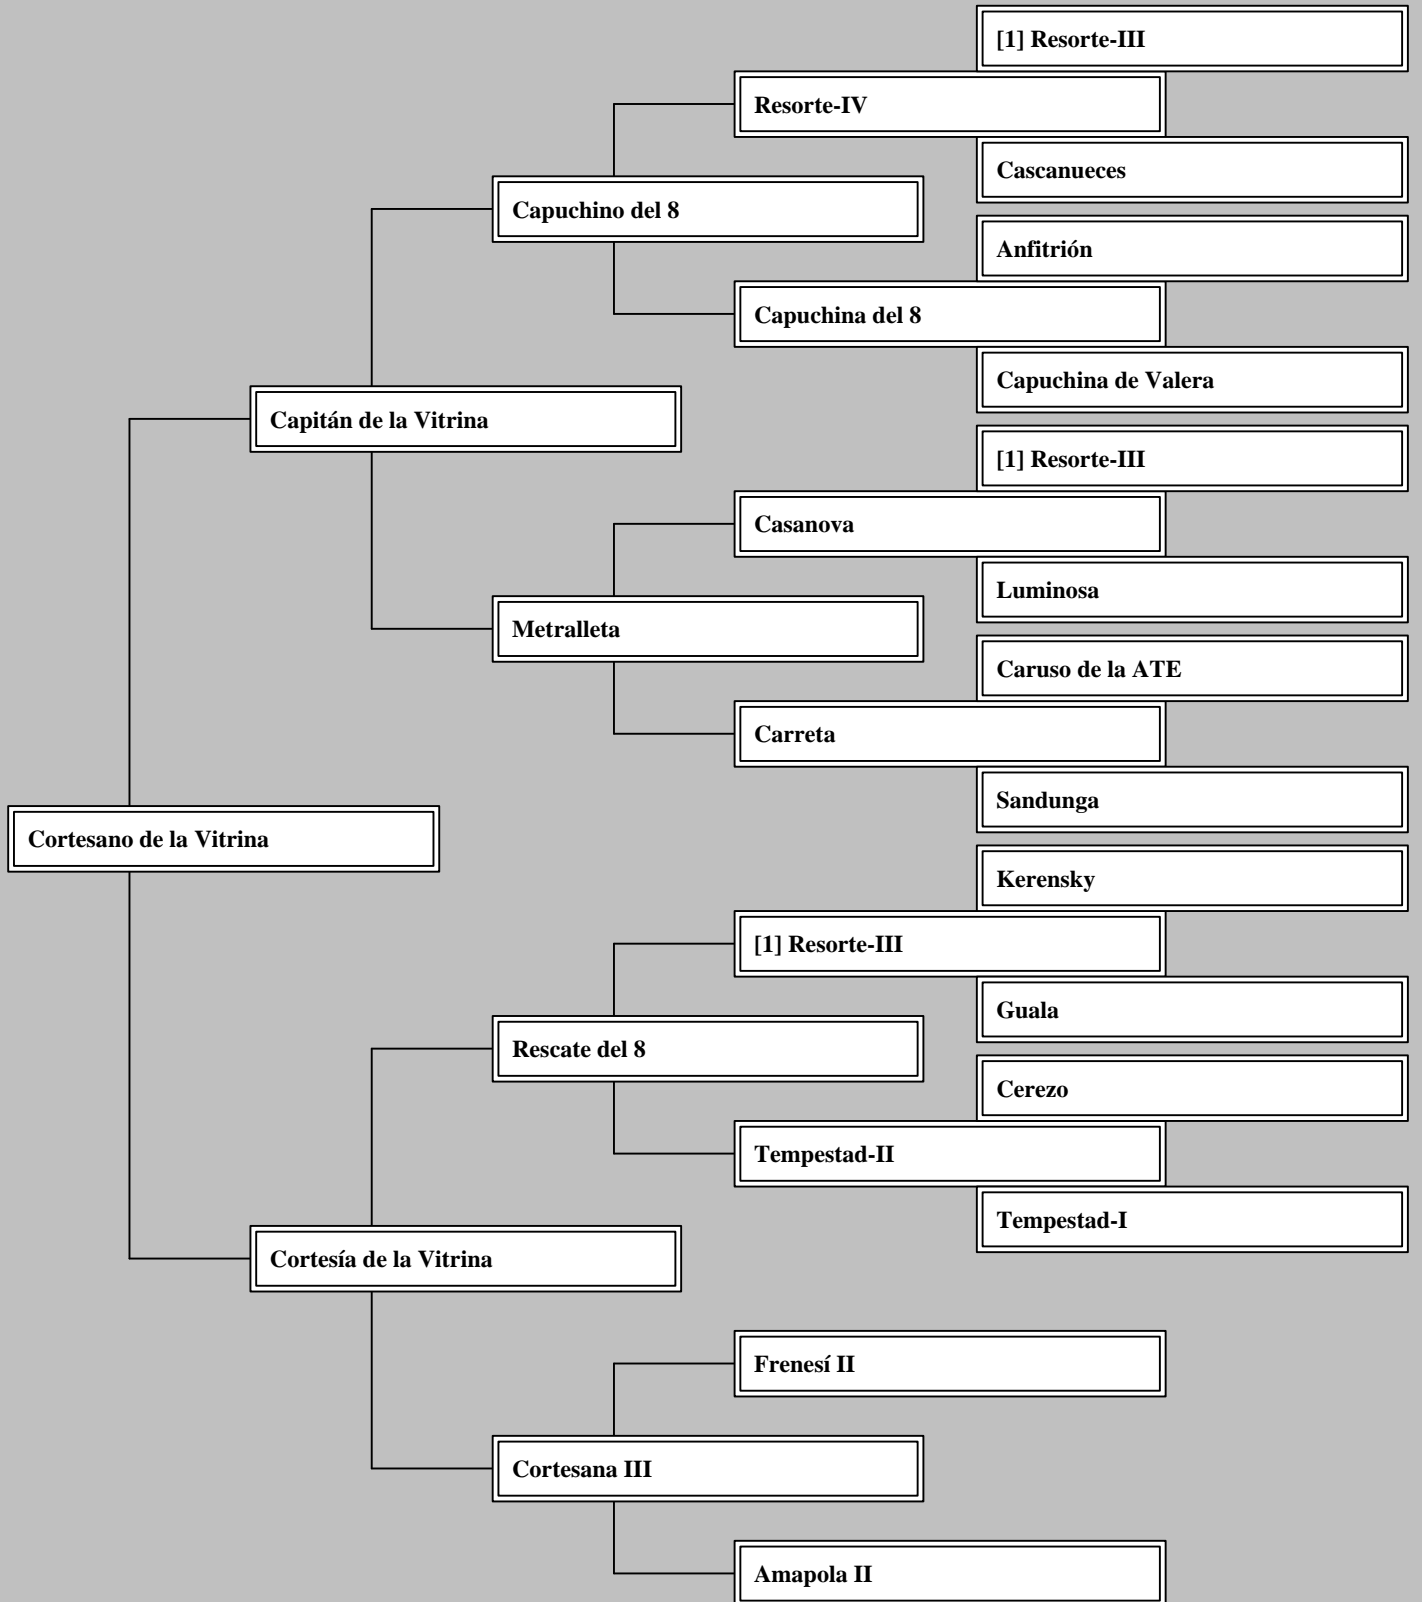 [1] Resorte-III
Resorte-IV
Cascanueces
Capuchino del 8
Anfitrión
Capuchina del 8
Capuchina de Valera
Capitán de la Vitrina
[1] Resorte-III
Casanova
Luminosa
Metralleta
Caruso de la ATE
Carreta
Sandunga
Cortesano de la Vitrina
Kerensky
[1] Resorte-III
Guala
Rescate del 8
Cerezo
Tempestad-II
Tempestad-I
Cortesía de la Vitrina
Frenesí II
Cortesana III
Amapola II